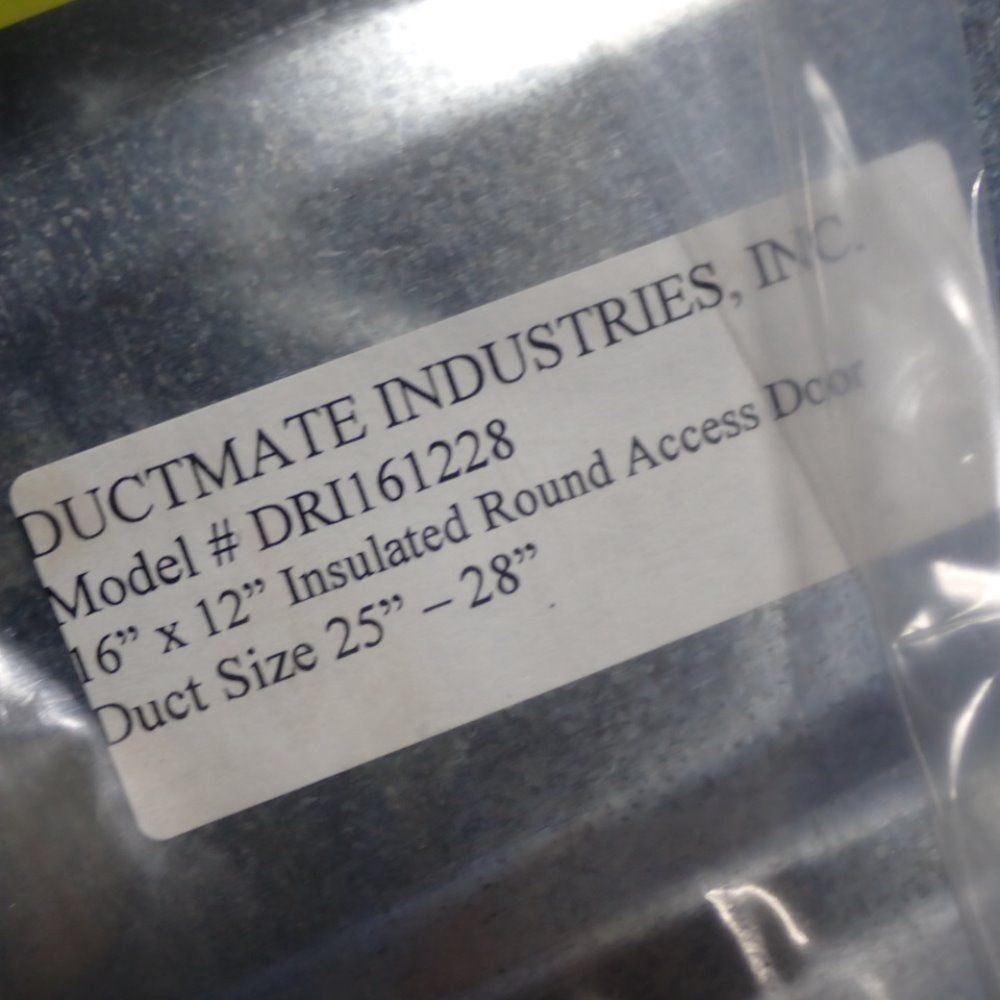 DUCTMATE INDUSTRIES, INC.
Model # DRI161228
16” x 12” Insulated Round Access Door
Duct Size 25” – 28”